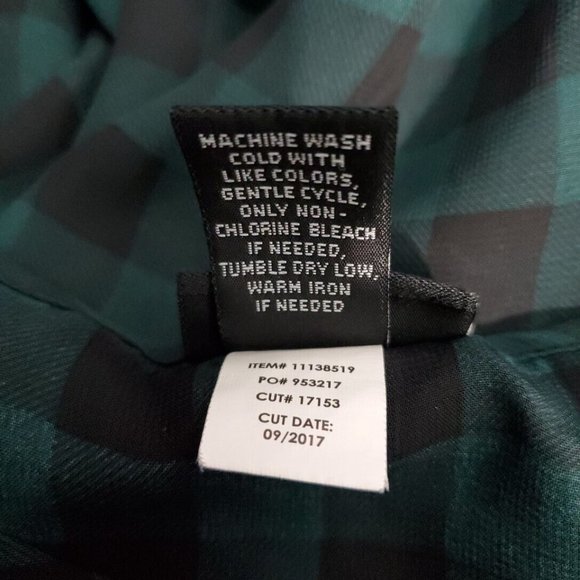 MACHINE WASH
COLD WITH
LIKE COLORS,
GENTLE CYCLE,
ONLY NON-
CHLORINE BLEACH
IF NEEDED,
TUMBLE DRY LOW,
WARM IRON
IF NEEDED
ITEM# 11138519
PO# 953217
CUT# 17153
CUT DATE:
09/2017